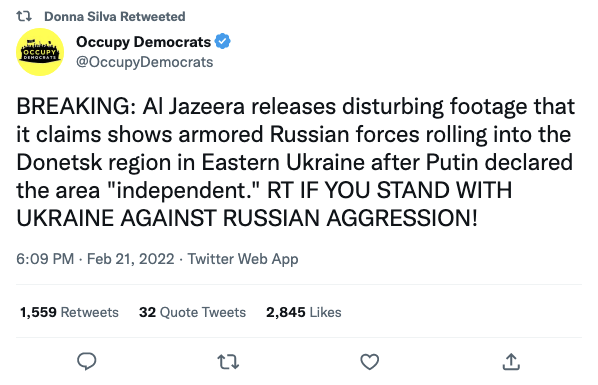 Donna Silva Retweeted
OCCUPY
DEMOCRATS
Occupy Democrats
@OccupyDemocrats
BREAKING: Al Jazeera releases disturbing footage that
it claims shows armored Russian forces rolling into the
Donetsk region in Eastern Ukraine after Putin declared
the area "independent." RT IF YOU STAND WITH
UKRAINE AGAINST RUSSIAN AGGRESSION!
6:09 PM · Feb 21, 2022 · Twitter Web App
1,559 Retweets 32 Quote Tweets 2,845 Likes